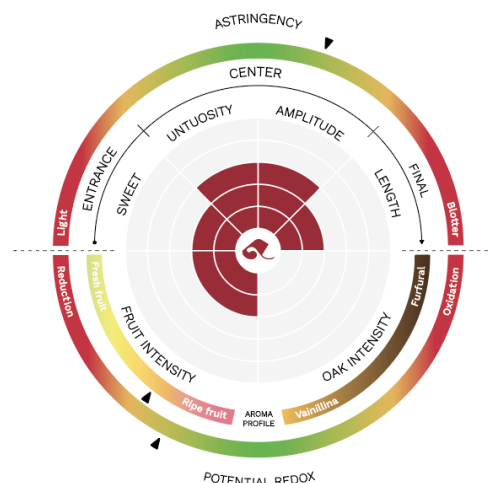 ASTRINGENCY
CENTER
UNTUOSITY
AMPLITUDE
ENTRANCE
FINAL
SWEET
LENGTH
Light
Blotter
Reduction
Fresh fruit
Furfural
Oxidation
FRUIT INTENSITY
OAK INTENSITY
Ripe fruit
AROMA
PROFILE
Vainillina
POTENTIAL REDOX